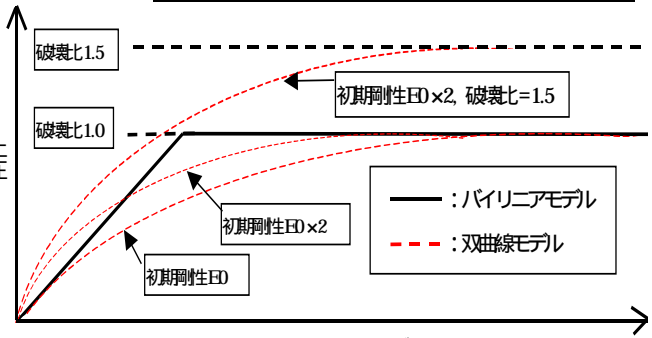 破壊比1.5
初期剛性E0×2, 破壊比=1.5
破壊比1.0
: バイリニアモデル
初期剛性E0×2
: 双曲線モデル
初期剛性E0